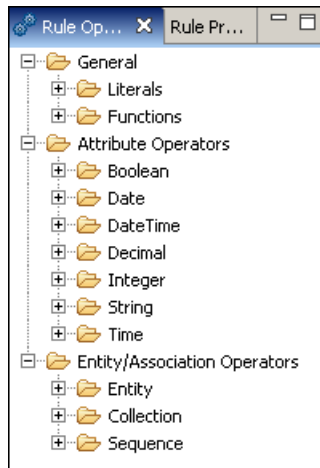 Rule Op... Rule Pr...
General
Literals
Functions
Attribute Operators
Boolean
Date
DateTime
Decimal
Integer
String
Time
Entity/Association Operators
Entity
Collection
Sequence